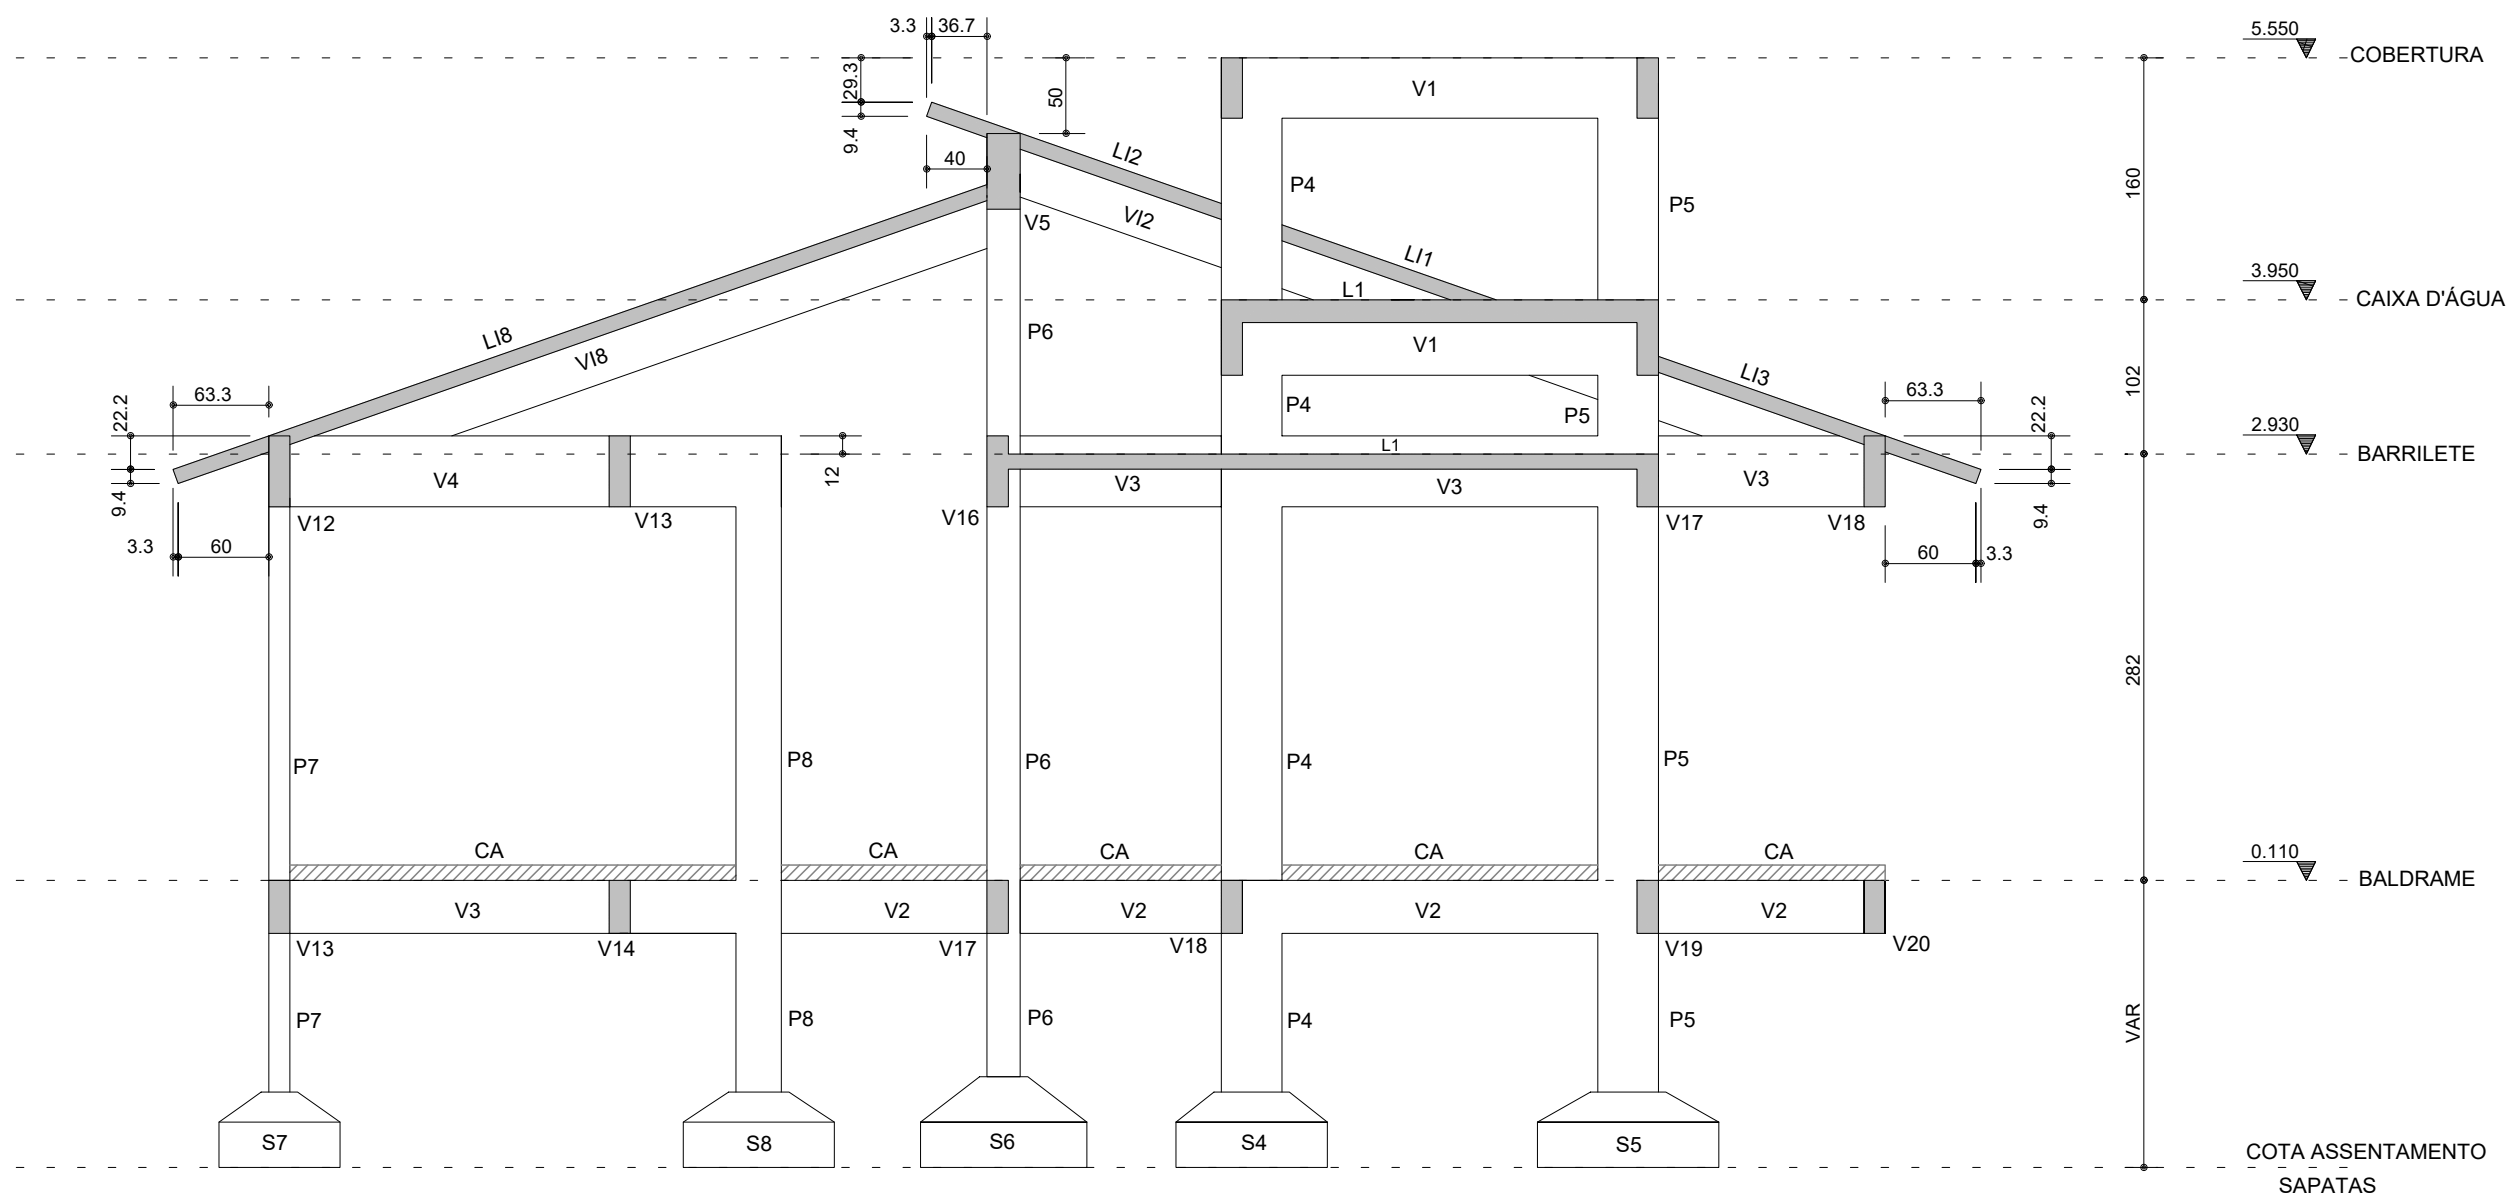 3.3 36.7
5.550
COBERTURA
29.3
50
V1
9.4
40
LI2
P4
160
P5
VI2
V5
LI1
3.950
L1
CAIXA D'ÁGUA
LI8
VI8
P6
V1
LI3
102
63.3
P4
P5
63.3
22.2
22.2
2.930
L1
BARRILETE
12
V4
V3
V3
V3
9.4
9.4
V12
V13
V16
V17
V18
3.3
60
60
3.3
282
P7
P8
P6
P4
P5
CA
CA
CA
CA
CA
0.110
BALDRAME
V3
V2
V2
V2
V2
V13
V14
V17
V18
V19
V20
P7
P8
P6
P4
P5
VAR
S7
S8
S6
S4
S5
COTA ASSENTAMENTO
SAPATAS